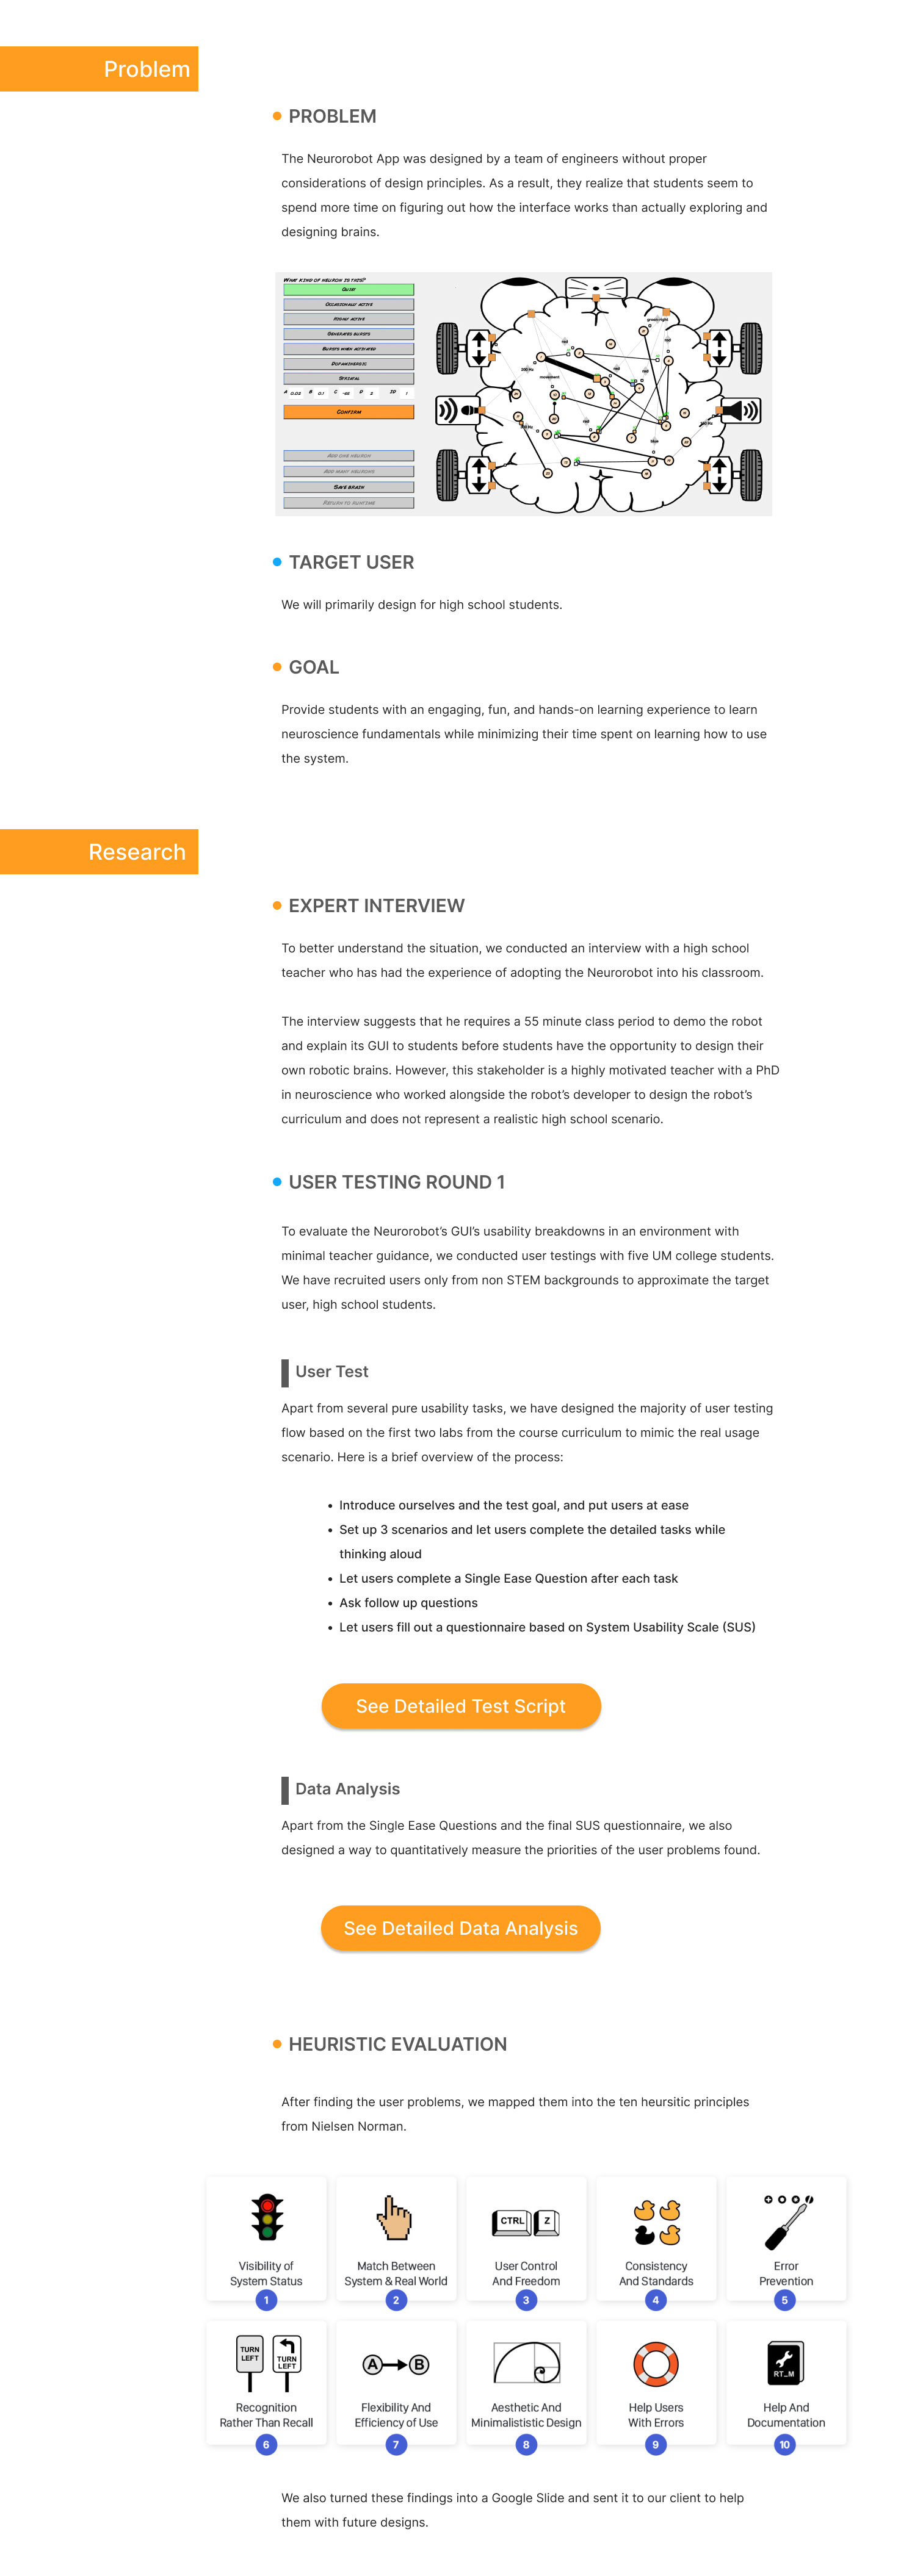 Problem
PROBLEM
The Neurorobot App was designed by a team of engineers without proper
considerations of design principles. As a result, they realize that students seem to
spend more time on figuring out how the interface works than actually exploring and
designing brains.
What kind of neuron is this?
Quiet
Occasionally active
Highly active
Generates bursts
Bursts when activated
Dopaminergic
Striatal
A 0.02 B 0.1 C -65 D 2 ID 1
Confirm
Add one neuron
Add many neurons
Save brain
Return to runtime
TARGET USER
We will primarily design for high school students.
GOAL
Provide students with an engaging, fun, and hands-on learning experience to learn
neuroscience fundamentals while minimizing their time spent on learning how to use
the system.
Research
EXPERT INTERVIEW
To better understand the situation, we conducted an interview with a high school
teacher who has had the experience of adopting the Neurorobot into his classroom.
The interview suggests that he requires a 55 minute class period to demo the robot
and explain its GUI to students before students have the opportunity to design their
own robotic brains. However, this stakeholder is a highly motivated teacher with a PhD
in neuroscience who worked alongside the robot's developer to design the robot's
curriculum and does not represent a realistic high school scenario.
USER TESTING ROUND 1
To evaluate the Neurorobot's GUI's usability breakdowns in an environment with
minimal teacher guidance, we conducted user testings with five UM college students.
We have recruited users only from non STEM backgrounds to approximate the target
user, high school students.
User Test
Apart from several pure usability tasks, we have designed the majority of user testing
flow based on the first two labs from the course curriculum to mimic the real usage
scenario. Here is a brief overview of the process:
• Introduce ourselves and the test goal, and put users at ease
• Set up 3 scenarios and let users complete the detailed tasks while
thinking aloud
• Let users complete a Single Ease Question after each task
• Ask follow up questions
• Let users fill out a questionnaire based on System Usability Scale (SUS)
See Detailed Test Script
Data Analysis
Apart from the Single Ease Questions and the final SUS questionnaire, we also
designed a way to quantitatively measure the priorities of the user problems found.
See Detailed Data Analysis
HEURISTIC EVALUATION
After finding the user problems, we mapped them into the ten heursitic principles
from Nielsen Norman.
CTRL Z
Visibility of
System Status
1
Match Between
System & Real World
2
User Control
And Freedom
3
Consistency
And Standards
4
Error
Prevention
5
TURN
LEFT
TURN
LEFT
A B
RT_M
Recognition
Rather Than Recall
6
Flexibility And
Efficiency of Use
7
Aesthetic And
Minimalististic Design
8
Help Users
With Errors
9
Help And
Documentation
10
We also turned these findings into a Google Slide and sent it to our client to help
them with future designs.